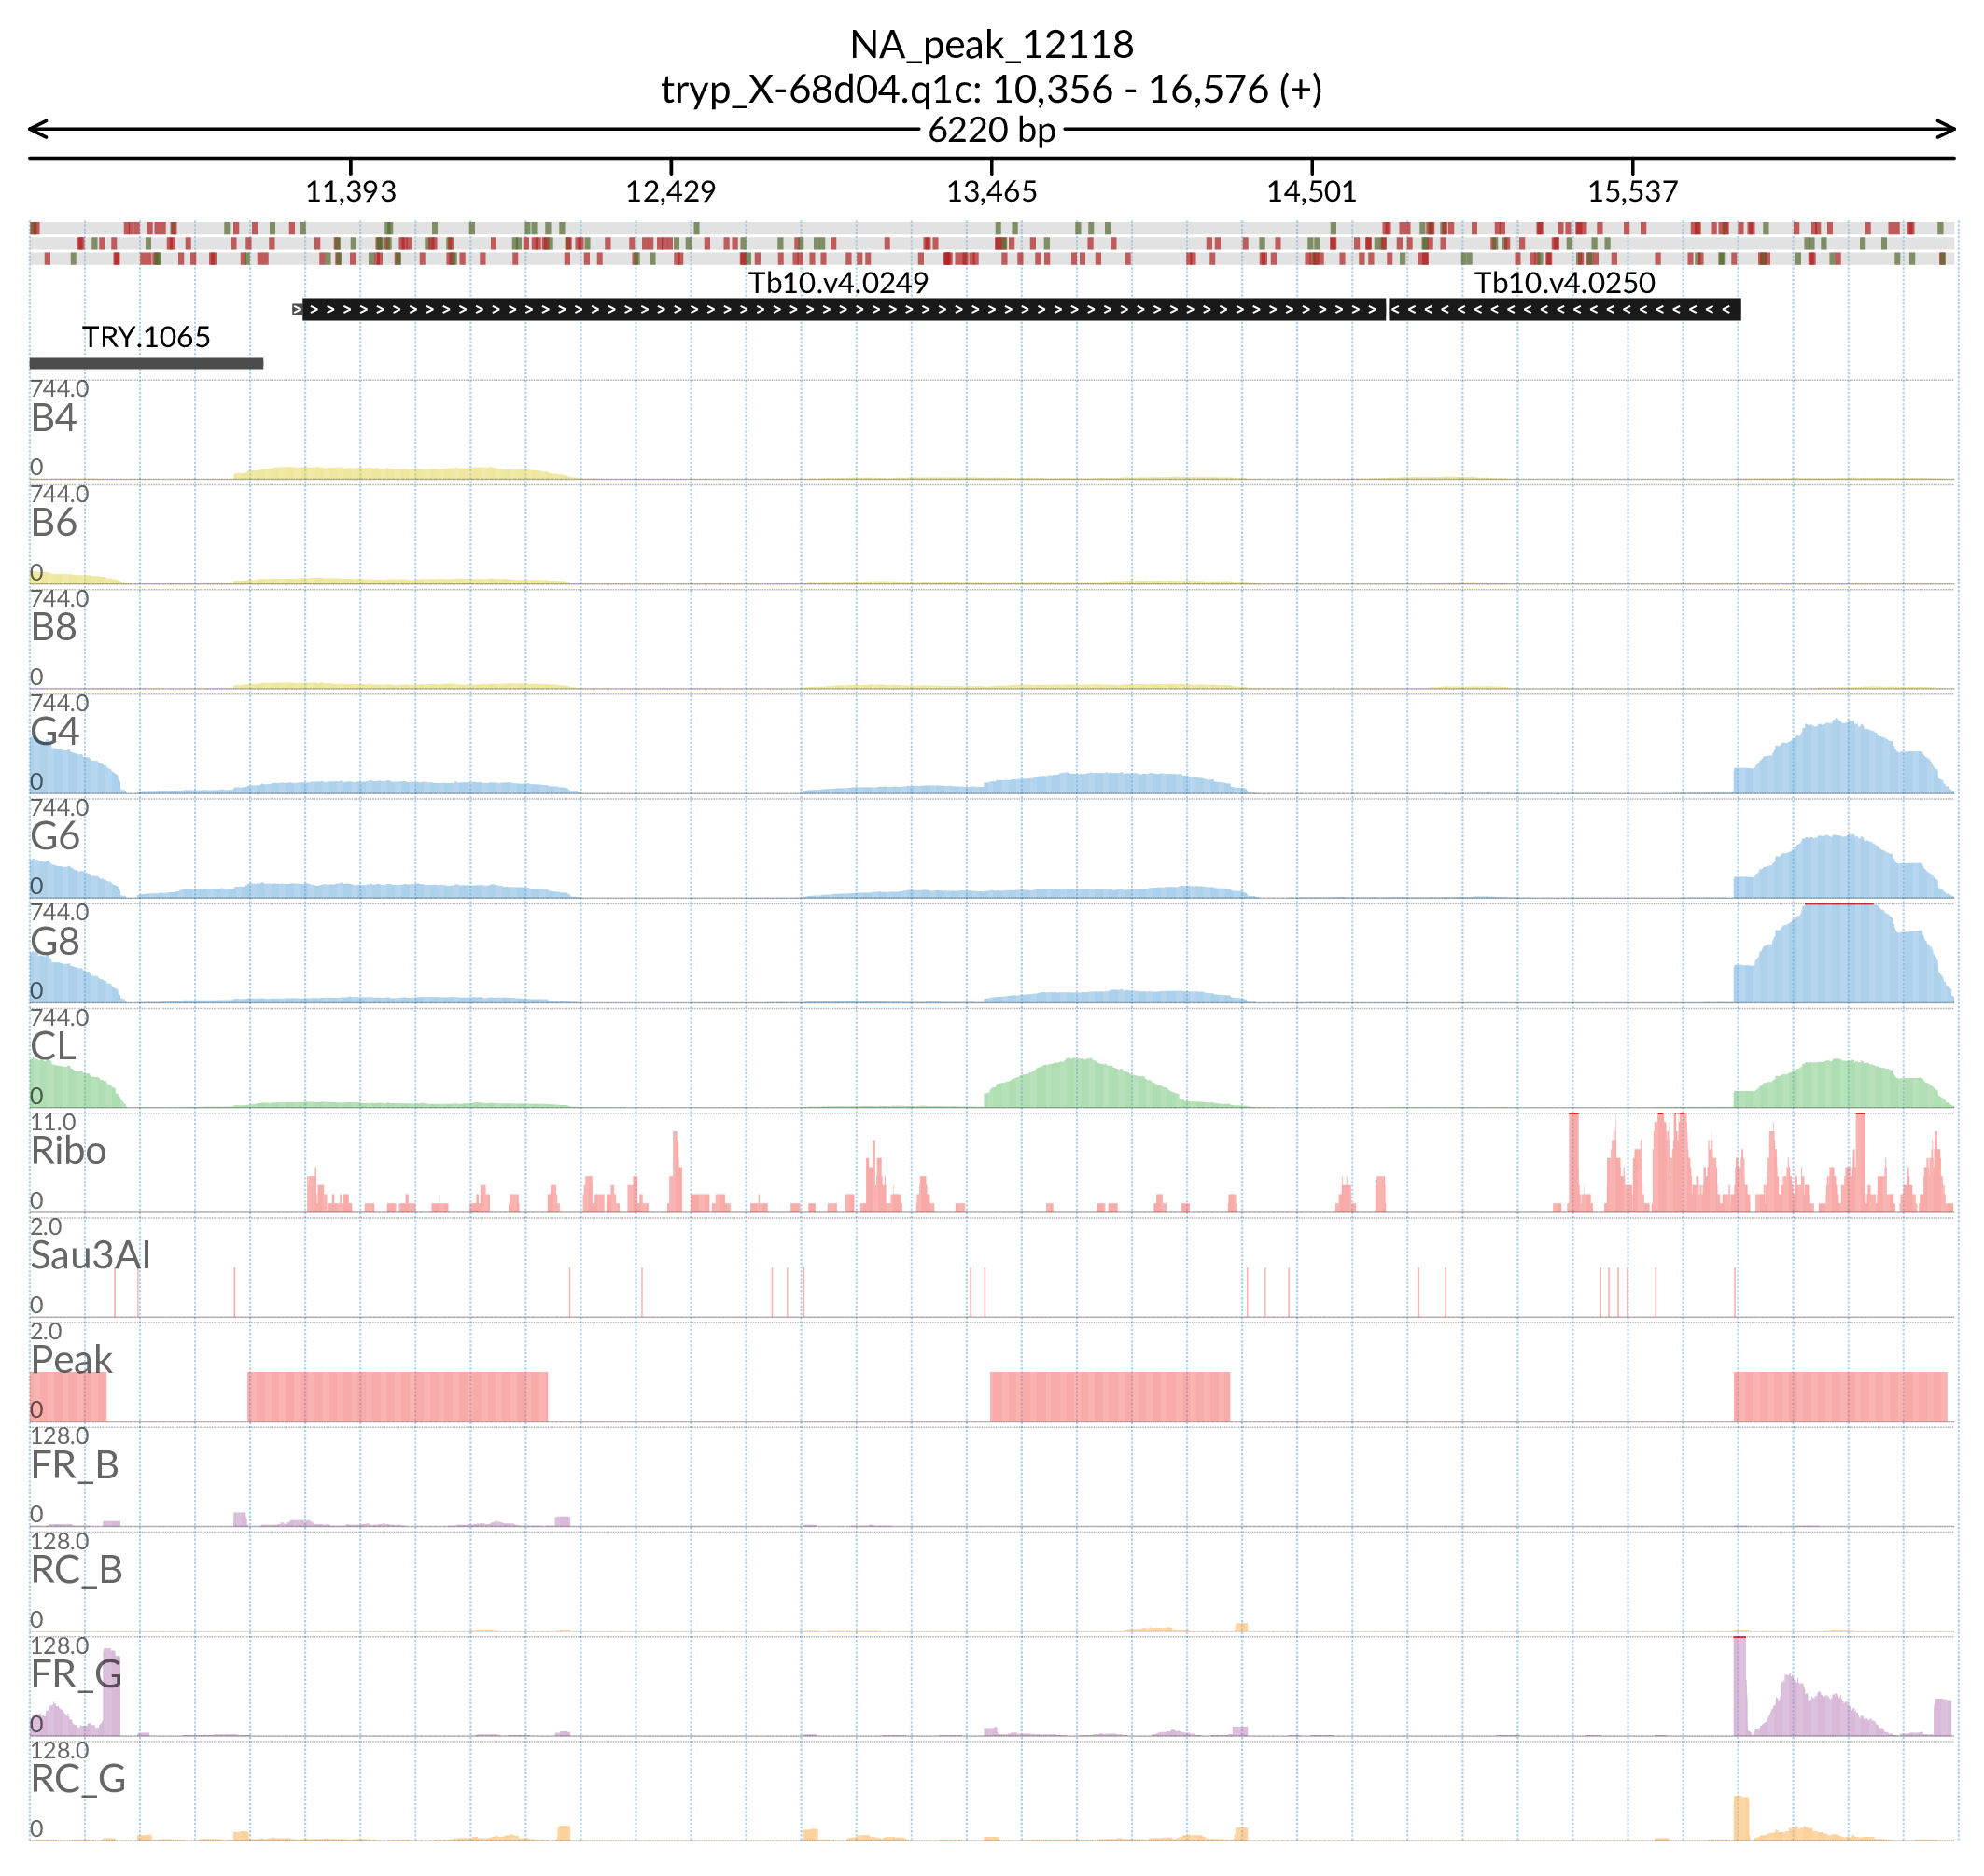 NA_peak_12118
tryp_X-68d04.q1c: 10,356 - 16,576 (+)
6220 bp
11,393 12,429 13,465 14,501 15,537
Tb10.v4.0249 Tb10.v4.0250
TRY.1065
744.0
B4
0
744.0
B6
0
744.0
B8
0
744.0
G4
0
744.0
G6
0
744.0
G8
0
744.0
CL
0
11.0
Ribo
0
2.0
Sau3AI
0
2.0
Peak
0
128.0
FR_B
0
128.0
RC_B
0
128.0
FR_G
0
128.0
RC_G
0